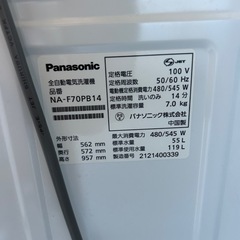 Panasonic
全自動電気洗濯機
品番
NA-F70PB14
外形寸法
幅 562 mm
奥行 572 mm
高さ 957 mm
JET
定格電圧 100 V
定格周波数 50/60 Hz
電動機定格消費電力 480/545 W
定格時間 洗いのみ 14 分
標準洗濯容量 7.0 kg
パナソニック株式会社
中国製
最大消費電力 480/545 W
標準水量 55 L
標準使用水量 119 L
製造番号 2121400339